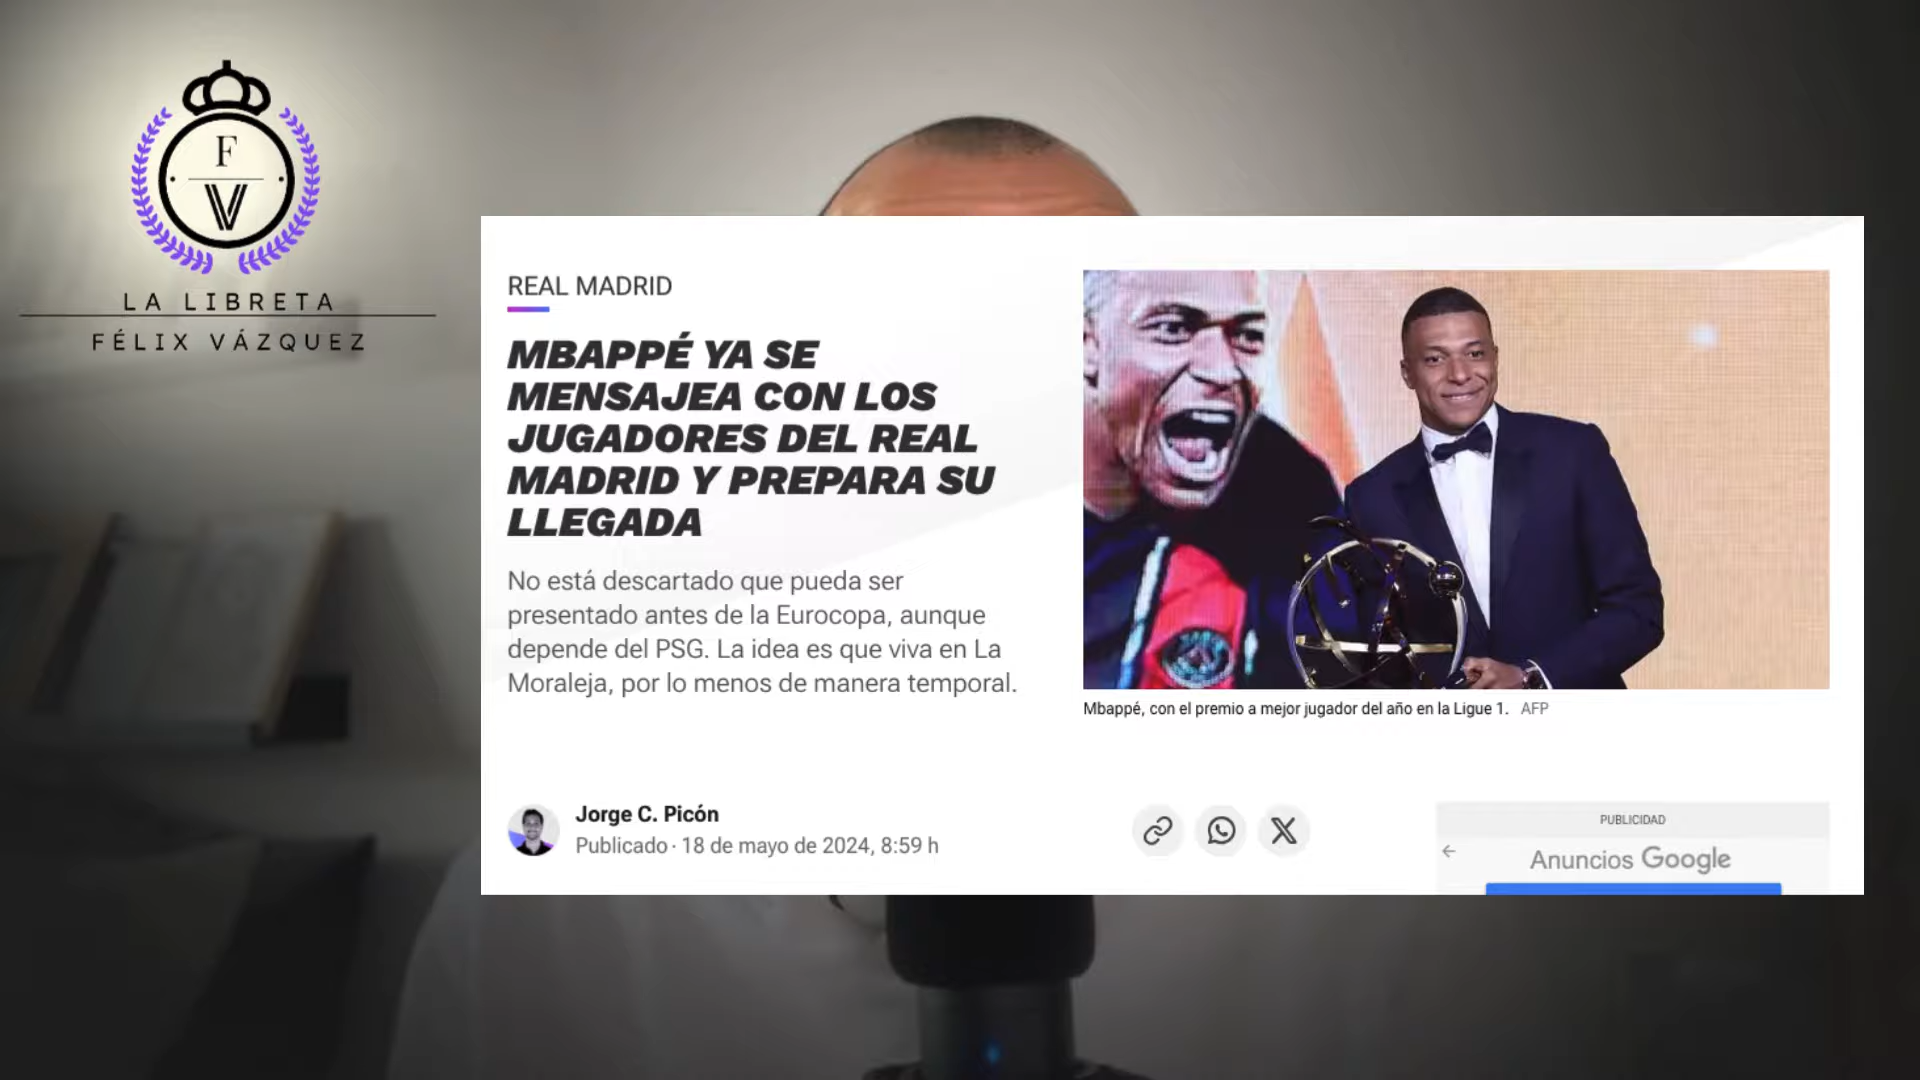 F
V
LA LIBRETA
FÉLIX VÁZQUEZ
REAL MADRID
MBAPPÉ YA SE
MENSAJEA CON LOS
JUGADORES DEL REAL
MADRID Y PREPARA SU
LLEGADA
No está descartado que pueda ser
presentado antes de la Eurocopa, aunque
depende del PSG. La idea es que viva en La
Moraleja, por lo menos de manera temporal.
Mbappé, con el premio a mejor jugador del año en la Ligue 1. AFP
Jorge C. Picón
Publicado · 18 de mayo de 2024, 8:59 h
PUBLICIDAD
Anuncios Google